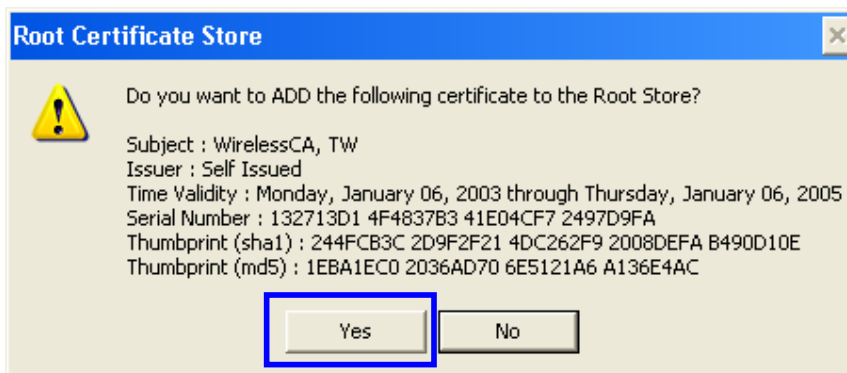 Root Certificate Store
Do you want to ADD the following certificate to the Root Store?
Subject : WirelessCA, TW
Issuer : Self Issued
Time Validity : Monday, January 06, 2003 through Thursday, January 06, 2005
Serial Number : 132713D1 4F4837B3 41E04CF7 2497D9FA
Thumbprint (sha1) : 244FCB3C 2D9F2F21 4DC262F9 2008DEFA B490D10E
Thumbprint (md5) : 1EBA1EC0 2036AD70 6E5121A6 A136E4AC
Yes No